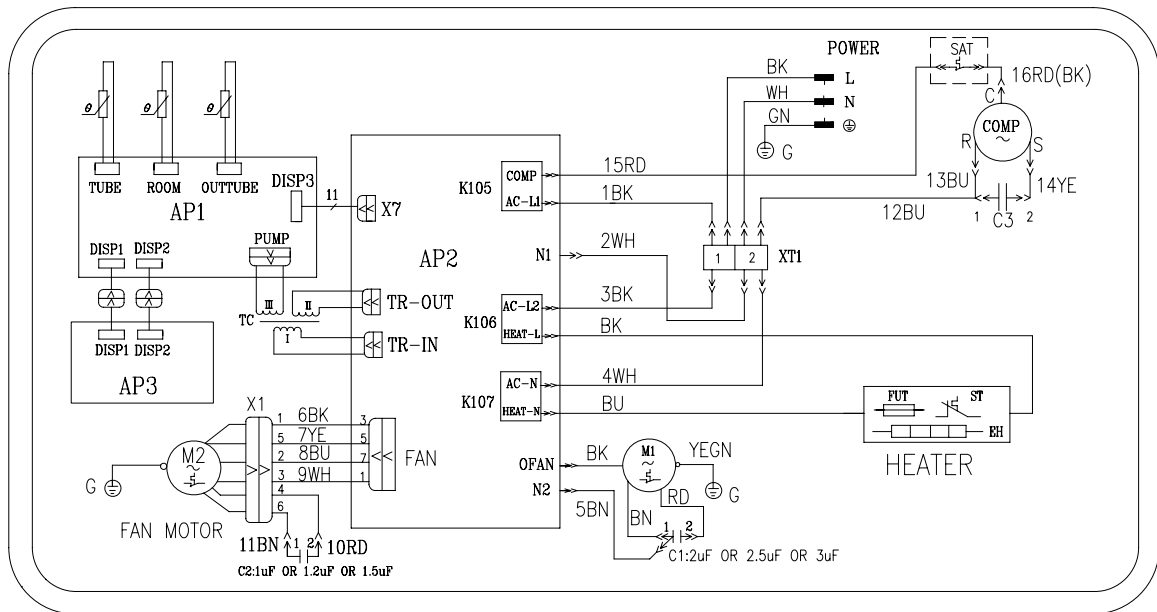 POWER
BK
L
WH
N
GN
G
SAT
16RD(BK)
C
COMP
~
R
S
13BU
14YE
C3
1
2
12BU
θ
θ
θ
TUBE
ROOM
OUTTUBE
AP1
DISP3
11
X7
DISP1
DISP2
PUMP
TC
III
II
I
TR-OUT
TR-IN
DISP1
DISP2
AP3
AP2
K105
COMP
AC-L1
15RD
1BK
N1
2WH
1
2
XT1
K106
AC-L2
HEAT-L
3BK
BK
K107
AC-N
HEAT-N
4WH
BU
FUT
ST
EH
HEATER
X1
1
6BK
3
5
7YE
5
2
8BU
7
3
9WH
1
4
6
FAN
M2
~
G
FAN MOTOR
11BN
1
2
10RD
C2:1uF OR 1.2uF OR 1.5uF
OFAN
BK
N2
5BN
M1
~
YEGN
G
RD
BN
1
2
C1:2uF OR 2.5uF OR 3uF